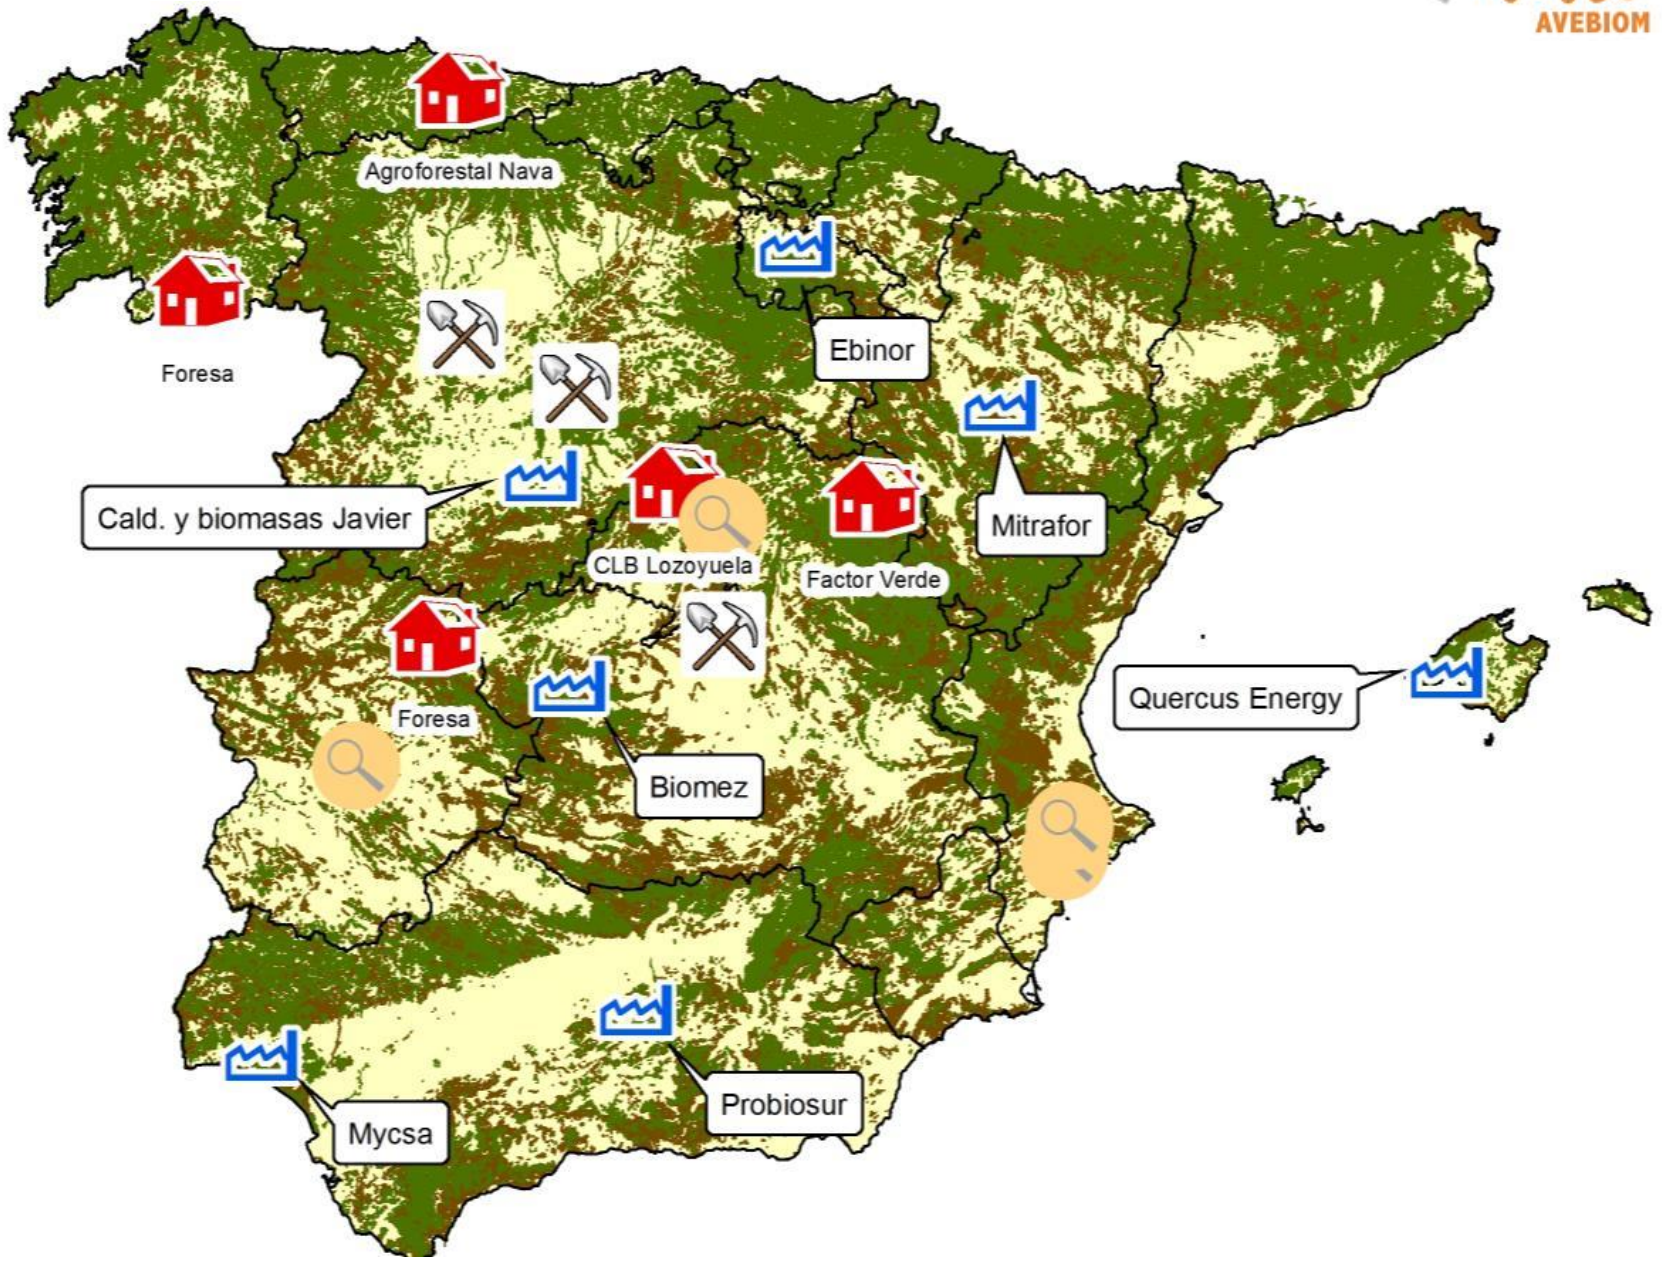 AVEBIOM
Agroforestal Nava
Ebinor
Foresa
Cald. y biomasas Javier
Mitrafor
CLB Lozoyuela
Factor Verde
Quercus Energy
Foresa
Biomez
Probiosur
Mycsa